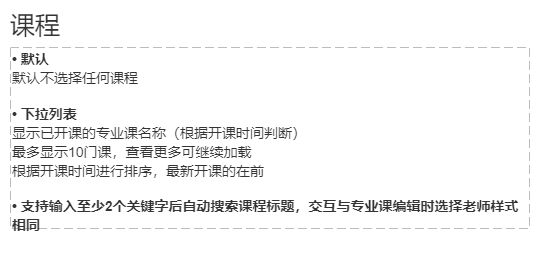 课程
• 默认
默认不选择任何课程
• 下拉列表
显示已开课的专业课名称（根据开课时间判断）
最多显示10门课，查看更多可继续加载
根据开课时间进行排序，最新开课的在前
• 支持输入至少2个关键字后自动搜索课程标题，交互与专业课编辑时选择老师样式
相同